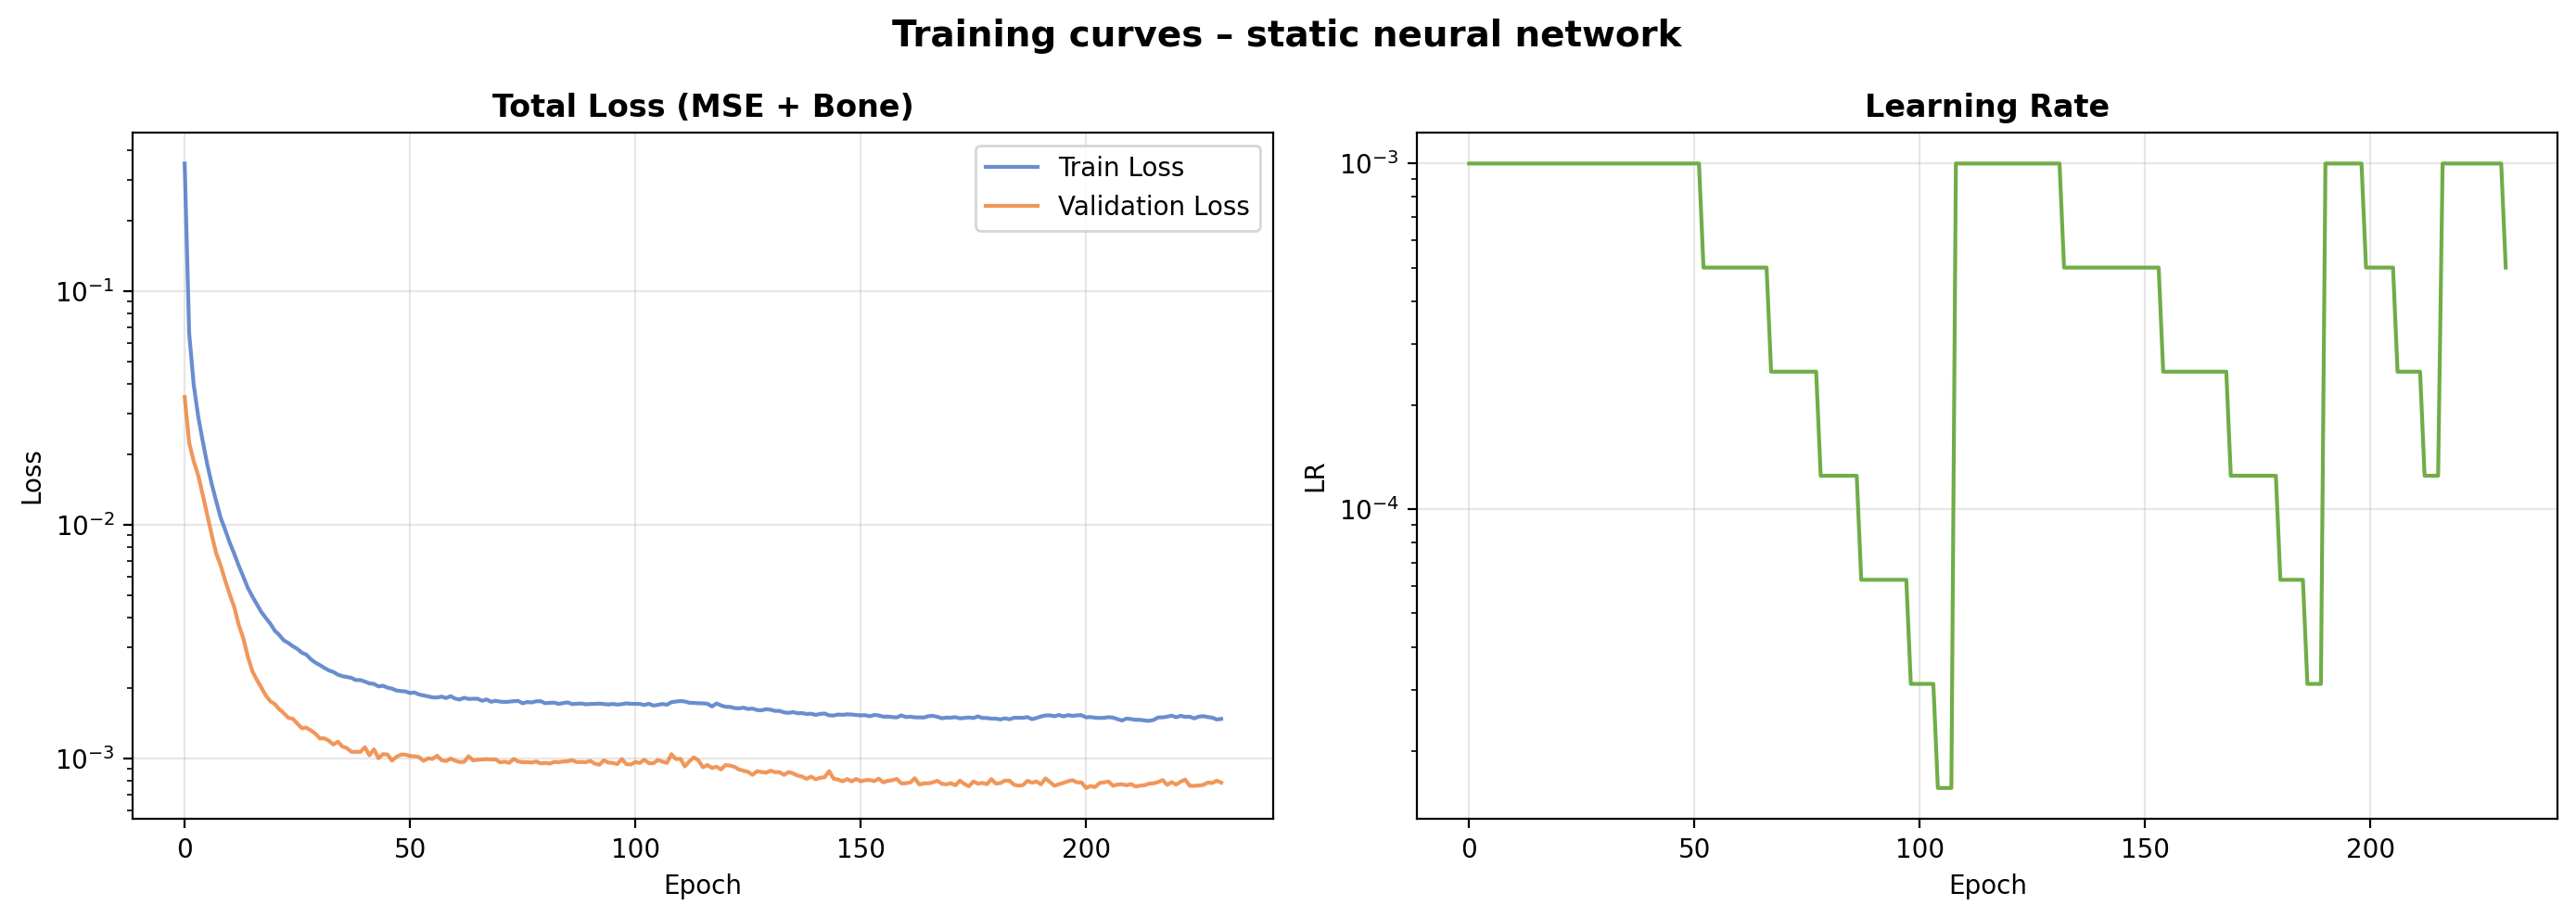 Training curves – static neural network
Total Loss (MSE + Bone)
Train Loss
Validation Loss
10⁻¹
10⁻²
10⁻³
Loss
0 50 100 150 200
Epoch
Learning Rate
10⁻³
10⁻⁴
LR
0 50 100 150 200
Epoch